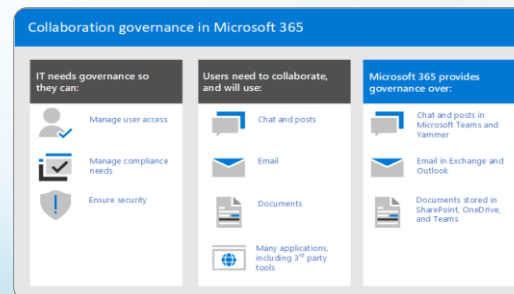 Collaboration governance in Microsoft 365
IT needs governance so
they can:
Manage user access
Manage compliance
needs
Ensure security
Users need to collaborate,
and will use:
Chat and posts
Email
Documents
Many applications,
including 3rd party
tools
Microsoft 365 provides
governance over:
Chat and posts in
Microsoft Teams and
Yammer
Email in Exchange and
Outlook
Documents stored in
SharePoint, OneDrive,
and Teams